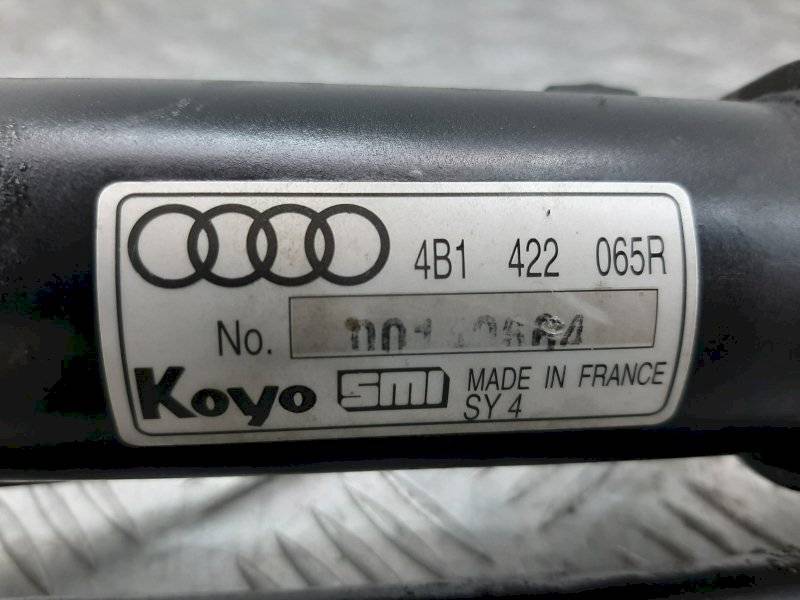 4B1 422 065R
No.
Koyo SMI MADE IN FRANCE
SY 4